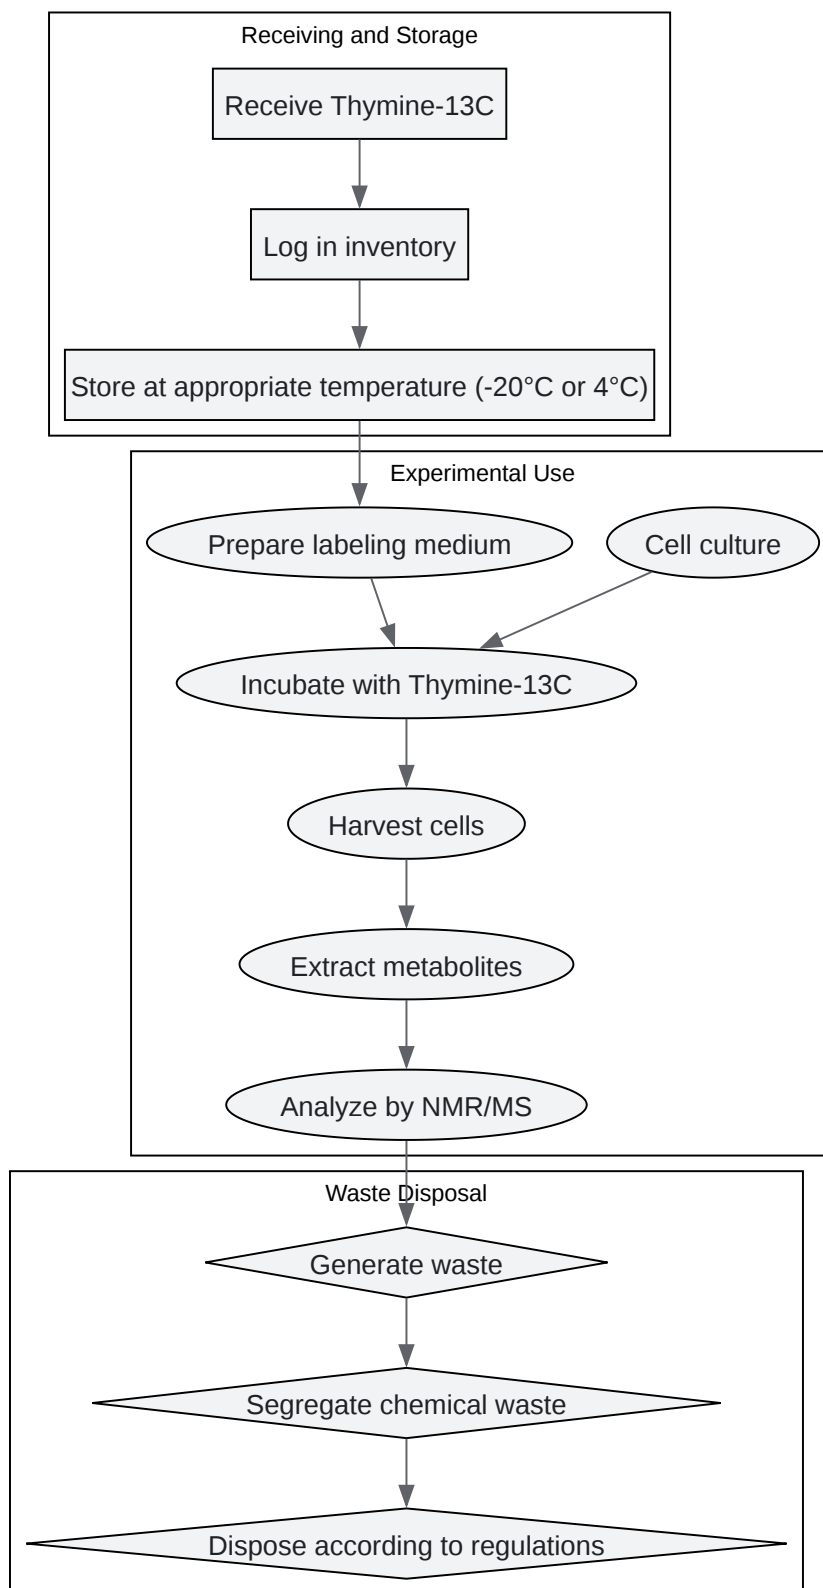 Receiving and Storage
Receive Thymine-13C
Log in inventory
Store at appropriate temperature (-20°C or 4°C)
Experimental Use
Prepare labeling medium
Cell culture
Incubate with Thymine-13C
Harvest cells
Extract metabolites
Analyze by NMR/MS
Waste Disposal
Generate waste
Segregate chemical waste
Dispose according to regulations